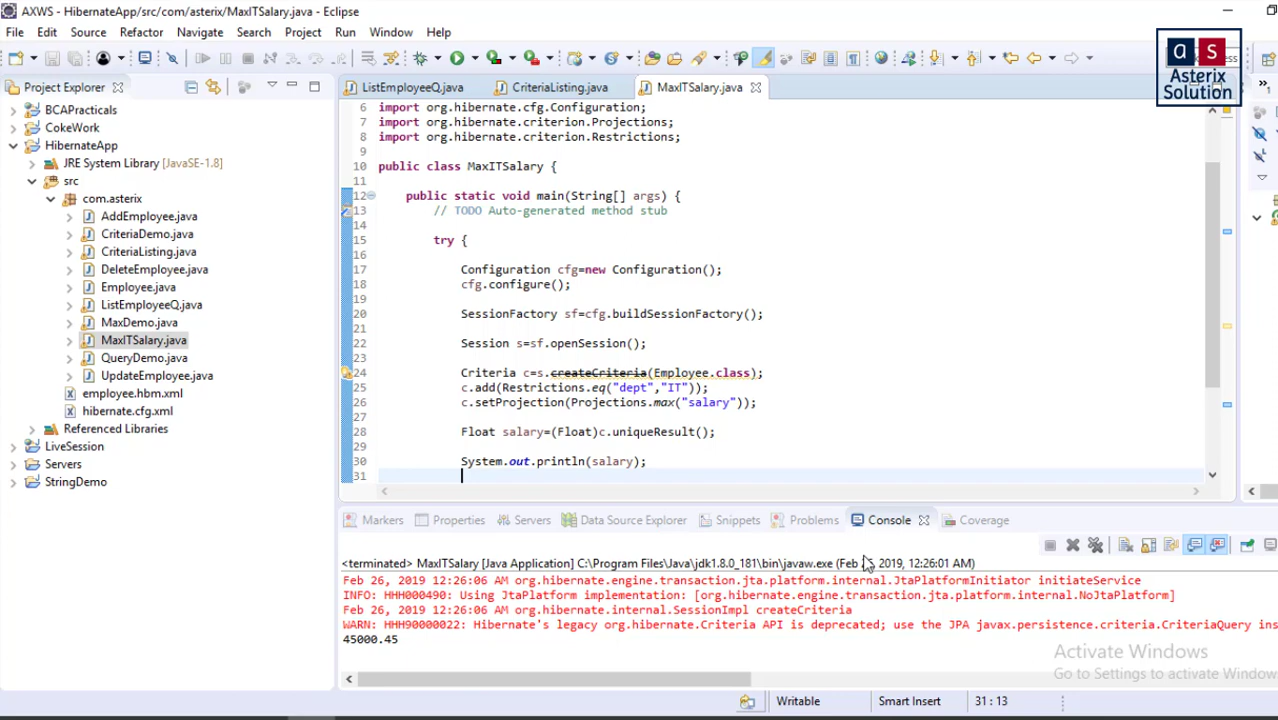 AXWS - HibernateApp/src/com/asterix/MaxITSalary.java - Eclipse
File Edit Source Refactor Navigate Search Project Run Window Help
a s
Asterix
Solution
Project Explorer
ListEmployeeQ.java
CriteriaListing.java
MaxITSalary.java
BCAPracticals
CokeWork
HibernateApp
JRE System Library [JavaSE-1.8]
src
com.asterix
AddEmployee.java
CriteriaDemo.java
CriteriaListing.java
DeleteEmployee.java
Employee.java
ListEmployeeQ.java
MaxDemo.java
MaxITSalary.java
QueryDemo.java
UpdateEmployee.java
employee.hbm.xml
hibernate.cfg.xml
Referenced Libraries
LiveSession
Servers
StringDemo
6 import org.hibernate.cfg.Configuration;
7 import org.hibernate.criterion.Projections;
8 import org.hibernate.criterion.Restrictions;
9
10 public class MaxITSalary {
11
12 public static void main(String[] args) {
13 // TODO Auto-generated method stub
14
15 try {
16
17 Configuration cfg=new Configuration();
18 cfg.configure();
19
20 SessionFactory sf=cfg.buildSessionFactory();
21
22 Session s=sf.openSession();
23
24 Criteria c=s.createCriteria(Employee.class);
25 c.add(Restrictions.eq("dept","IT"));
26 c.setProjection(Projections.max("salary"));
27
28 Float salary=(Float)c.uniqueResult();
29
30 System.out.println(salary);
31
Markers Properties Servers Data Source Explorer Snippets Problems Console Coverage
<terminated> MaxITSalary [Java Application] C:\Program Files\Java\jdk1.8.0_181\bin\javaw.exe (Feb 2019, 12:26:01 AM)
Feb 26, 2019 12:26:06 AM org.hibernate.engine.transaction.jta.platform.internal.JtaPlatformInitiator initiateService
INFO: HHH000490: Using JtaPlatform implementation: [org.hibernate.engine.transaction.jta.platform.internal.NoJtaPlatform]
Feb 26, 2019 12:26:06 AM org.hibernate.internal.SessionImpl createCriteria
WARN: HHH90000022: Hibernate's legacy org.hibernate.Criteria API is deprecated; use the JPA javax.persistence.criteria.CriteriaQuery ins
45000.45
Activate Windows
Go to Settings to activate Window
Writable
Smart Insert
31 : 13